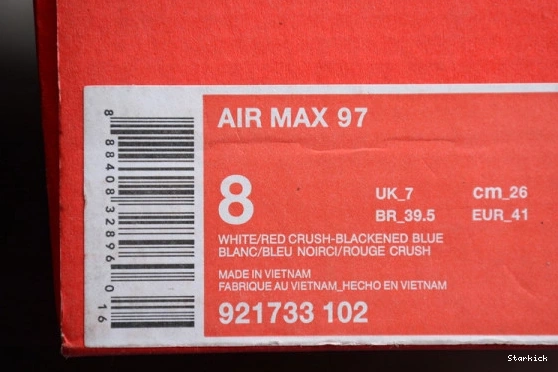 AIR MAX 97
8
UK_7 cm_26
BR_39.5 EUR_41
WHITE/RED CRUSH-BLACKENED BLUE
BLANC/BLEU NOIRCI/ROUGE CRUSH
MADE IN VIETNAM
FABRIQUE AU VIETNAM_HECHO EN VIETNAM
921733 102
8 88408 32896 0 16
Starkick